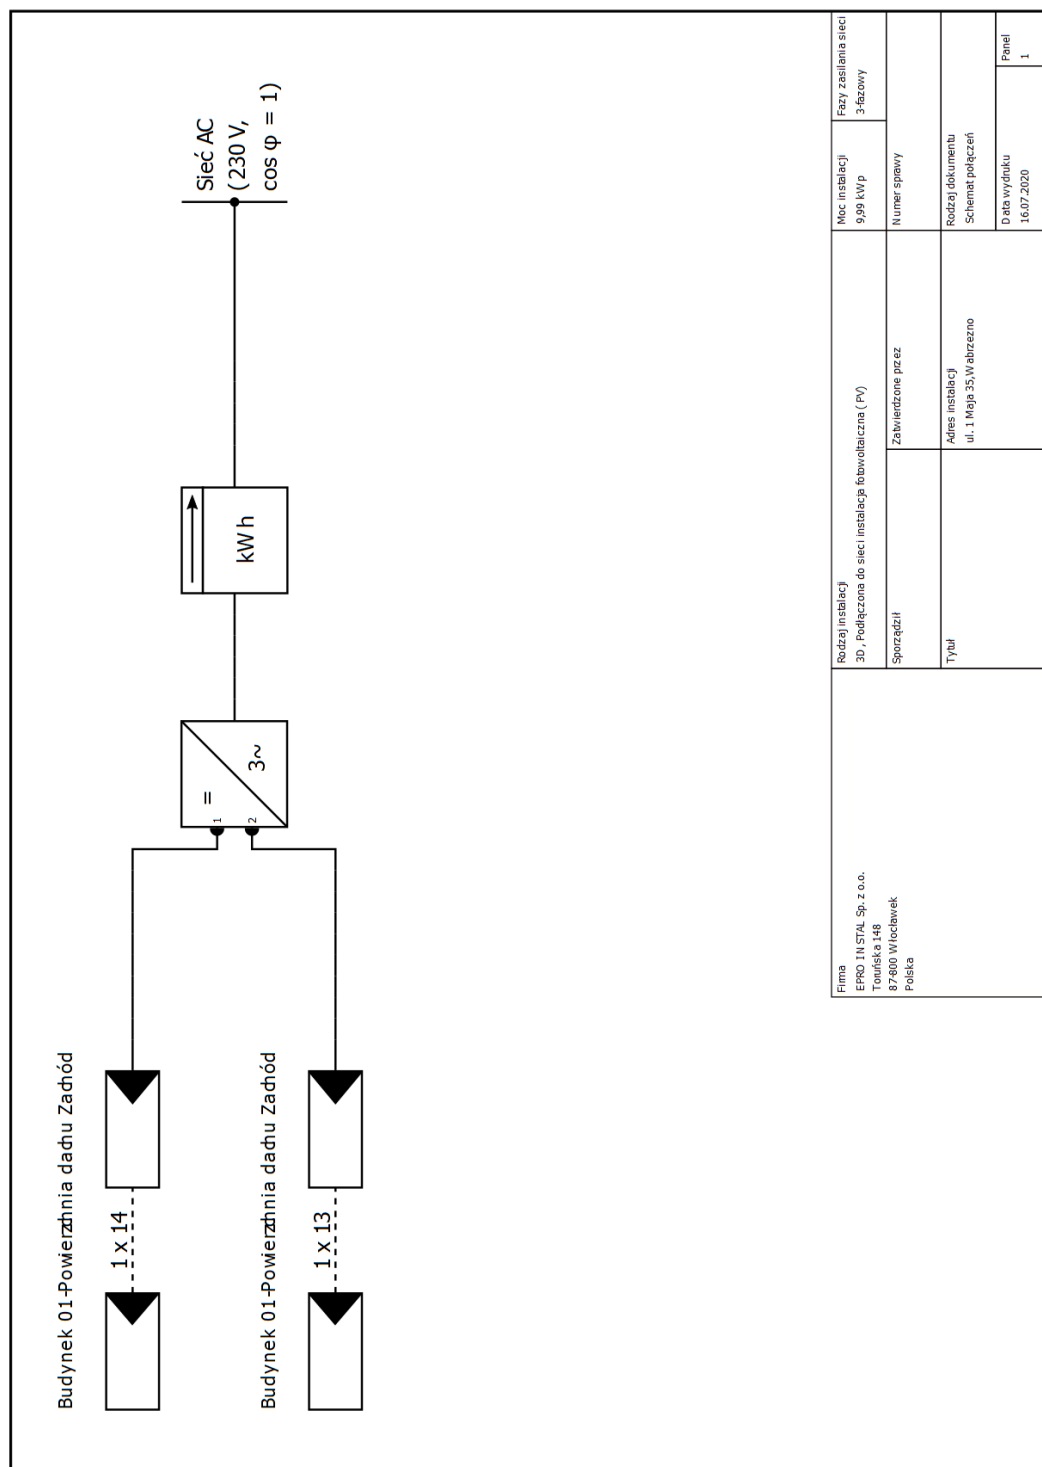 Budynek 01-Powierzchnia dachu Zachód
1 x 14
Budynek 01-Powierzchnia dachu Zachód
1 x 13
=
1
2
3~
kWh
Sieć AC
(230 V,
cos φ = 1)
Firma
EPRO INSTAL Sp. z o.o.
Toruńska 148
87-800 Włocławek
Polska
Rodzaj instalacji
3D, Podłączona do sieci instalacja fotowoltaiczna (PV)
Moc instalacji
9,99 kWp
Fazy zasilania sieci
3-fazowy
Sporządził
Zatwierdzone przez
Numer sprawy
Tytuł
Adres instalacji
ul. 1 Maja 35,Wabrzezno
Rodzaj dokumentu
Schemat połączeń
Data wydruku
16.07.2020
Panel
1